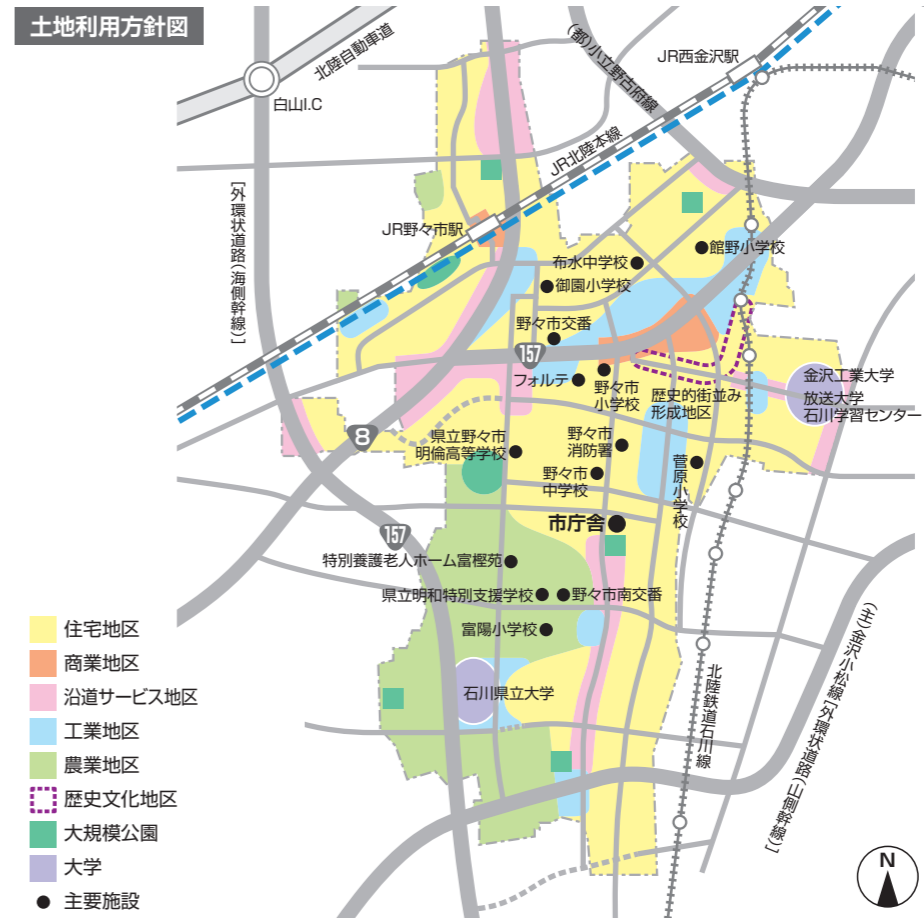 土地利用方針図
北陸自動車道
白山I.C
(都)小立野古府線
JR西金沢駅
JR北陸本線
[外環状道路(海側幹線)]
JR野々市駅
館野小学校
布水中学校
御園小学校
野々市交番
157
フォルテ
野々市
小学校
歴史的街並み
形成地区
金沢工業大学
放送大学
石川学習センター
8
県立野々市
明倫高等学校
野々市
消防署
野々市
中学校
菅原小学校
市庁舎
157
特別養護老人ホーム富樫苑
県立明和特別支援学校
野々市南交番
富陽小学校
石川県立大学
北陸鉄道石川線
(主)金沢小松線[外環状道路(山側幹線)]
住宅地区
商業地区
沿道サービス地区
工業地区
農業地区
歴史文化地区
大規模公園
大学
主要施設
N